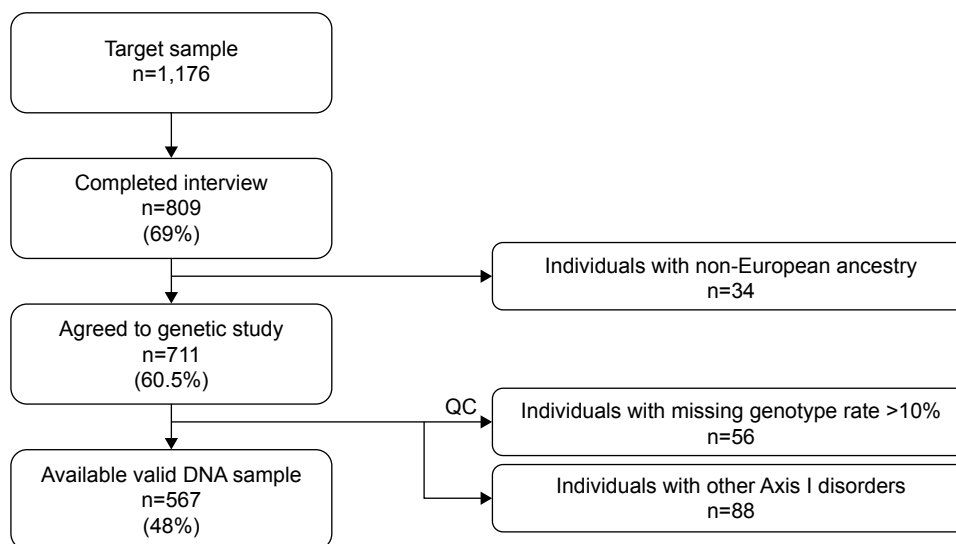 Target sample
n=1,176
Completed interview
n=809
(69%)
Individuals with non-European ancestry
n=34
Agreed to genetic study
n=711
(60.5%)
QC
Individuals with missing genotype rate >10%
n=56
Available valid DNA sample
n=567
(48%)
Individuals with other Axis I disorders
n=88